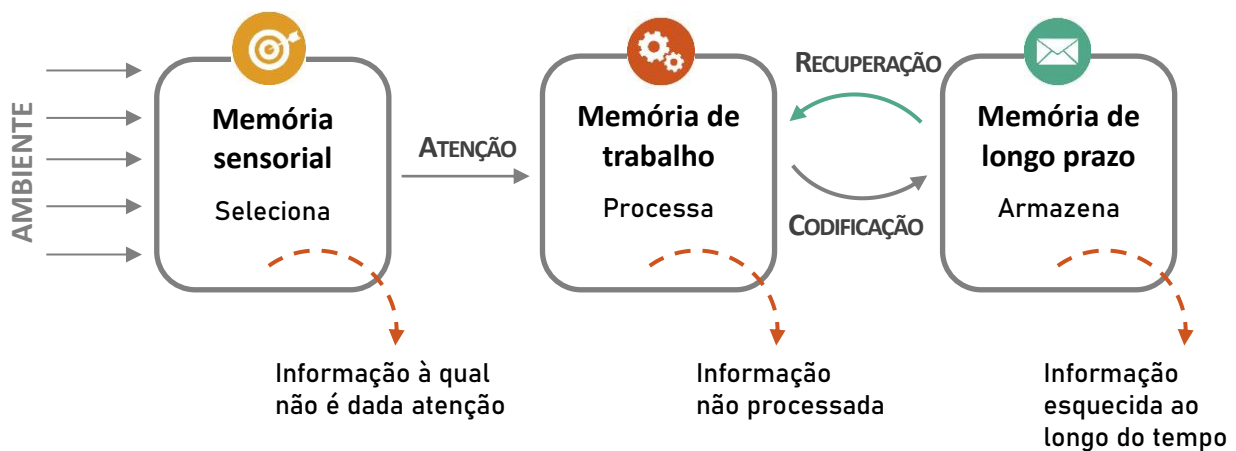 AMBIENTE
Memória
sensorial
Seleciona
ATENÇÃO
Memória de
trabalho
Processa
RECUPERAÇÃO
CODIFICAÇÃO
Memória de
longo prazo
Armazena
Informação à qual
não é dada atenção
Informação
não processada
Informação
esquecida ao
longo do tempo